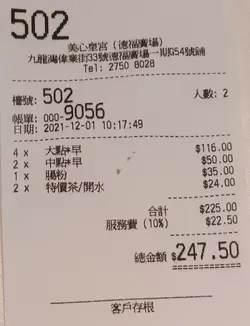 502
美心皇宮 (德福廣場)
九龍灣偉業街33號德福廣場一期G54號舖
Tel: 2750 8028
檯號: 502 人數: 2
帳單: 000-9056
日期: 2021-12-01 10:17:49
4 x 大點*早 $116.00
2 x 中點*早 $50.00
1 x 腸粉 $35.00
2 x 特價茶/開水 $24.00
合計 $225.00
服務費 (10%) $22.50
總金額 $247.50
客戶存根